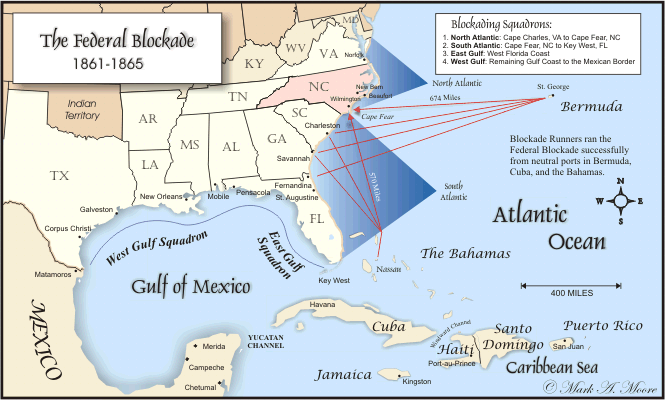 The Federal Blockade
1861-1865
Blockading Squadrons:
1. North Atlantic: Cape Charles, VA to Cape Fear, NC
2. South Atlantic: Cape Fear, NC to Key West, FL
3. East Gulf: West Florida Coast
4. West Gulf: Remaining Gulf Coast to the Mexican Border
MD
WV
VA
Norfolk
KY
Indian
Territory
TN
NC
New Bern
Beaufort
Wilmington
Cape Fear
North Atlantic
674 Miles
St. George
Bermuda
AR
SC
Charleston
MS
AL
GA
Savannah
LA
TX
Blockade Runners ran the
Federal Blockade successfully
from neutral ports in Bermuda,
Cuba, and the Bahamas.
570 Miles
South
Atlantic
N
W
E
S
Fernandina
St. Augustine
New Orleans
Mobile
Pensacola
Galveston
FL
Corpus Christi
West Gulf Squadron
East Gulf
Squadron
Atlantic
Ocean
Matamoros
The Bahamas
Nassau
Key West
Gulf of Mexico
400 MILES
MEXICO
Havana
Cuba
YUCATAN
CHANNEL
Windward Channel
Haiti
Port-au-Prince
Santo
Domingo
Puerto Rico
San Juan
Merida
Campeche
Chetumal
Jamaica
Kingston
Caribbean Sea
© Mark A. Moore